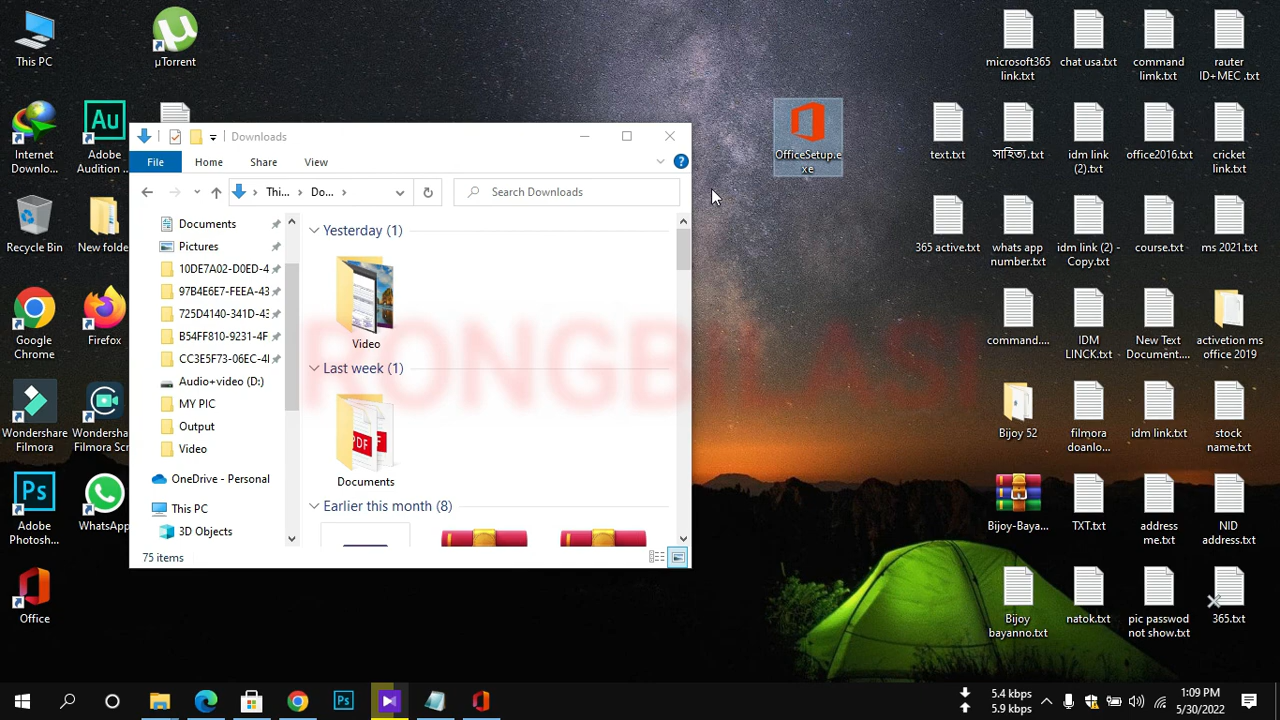 This PC
µTorrent
Internet
Downlo...
Adobe
Audition ...
Recycle Bin
New folde
Google
Chrome
Firefox
Wondershare
Filmora
Wondersha
Filmora Scr
Adobe
Photosh...
WhatsApp
Office
Downloads
File
Home
Share
View
Thi...
Do...
Search Downloads
Documents
Pictures
10DE7A02-D0ED-4
97B4E6E7-FEEA-43
725D4140-341D-43
B54FF810-9231-4F
CC3E5F73-06EC-4I
Audio+video (D:)
MY PIC
Output
Video
OneDrive - Personal
This PC
3D Objects
Yesterday (1)
Video
Last week (1)
PDF
Documents
Earlier this month (8)
75 items
OfficeSetup.e
xe
microsoft365
link.txt
chat usa.txt
command
limk.txt
rauter
ID+MEC .txt
text.txt
সাহিত্য.txt
idm link
(2).txt
office2016.txt
cricket
link.txt
365 active.txt
whats app
number.txt
idm link (2) -
Copy.txt
course.txt
ms 2021.txt
command....
IDM
LINCK.txt
New Text
Document....
activetion ms
office 2019
Bijoy 52
filmora
doanlo...
idm link.txt
stock
name.txt
Bijoy-Baya...
TXT.txt
address
me.txt
NID
address.txt
Bijoy
bayanno.txt
natok.txt
pic passwod
not show.txt
365.txt
5.4 kbps
5.9 kbps
1:09 PM
5/30/2022